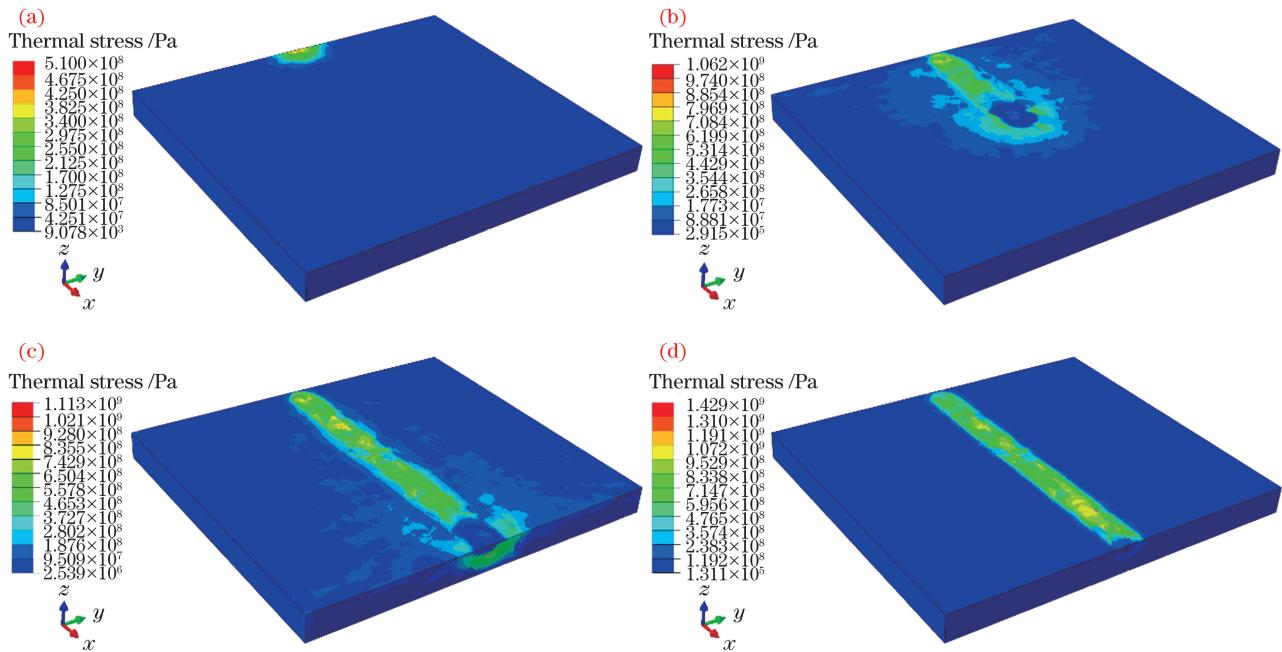 (a)
Thermal stress /Pa
5.100×10⁸
4.675×10⁸
4.250×10⁸
3.825×10⁸
3.400×10⁸
2.975×10⁸
2.550×10⁸
2.125×10⁸
1.700×10⁸
1.275×10⁸
8.501×10⁷
4.251×10⁷
9.078×10³
z
y
x
(b)
Thermal stress /Pa
1.062×10⁹
9.740×10⁸
8.854×10⁸
7.969×10⁸
7.084×10⁸
6.199×10⁸
5.314×10⁸
4.429×10⁸
3.544×10⁸
2.658×10⁸
1.773×10⁷
8.881×10⁷
2.915×10⁵
z
y
x
(c)
Thermal stress /Pa
1.113×10⁹
1.021×10⁹
9.280×10⁸
8.355×10⁸
7.429×10⁸
6.504×10⁸
5.578×10⁸
4.653×10⁸
3.727×10⁸
2.802×10⁸
1.876×10⁸
9.509×10⁷
2.539×10⁶
z
y
x
(d)
Thermal stress /Pa
1.429×10⁹
1.310×10⁹
1.191×10⁹
1.072×10⁹
9.529×10⁸
8.338×10⁸
7.147×10⁸
5.956×10⁸
4.765×10⁸
3.574×10⁸
2.383×10⁸
1.192×10⁸
1.311×10⁵
z
y
x